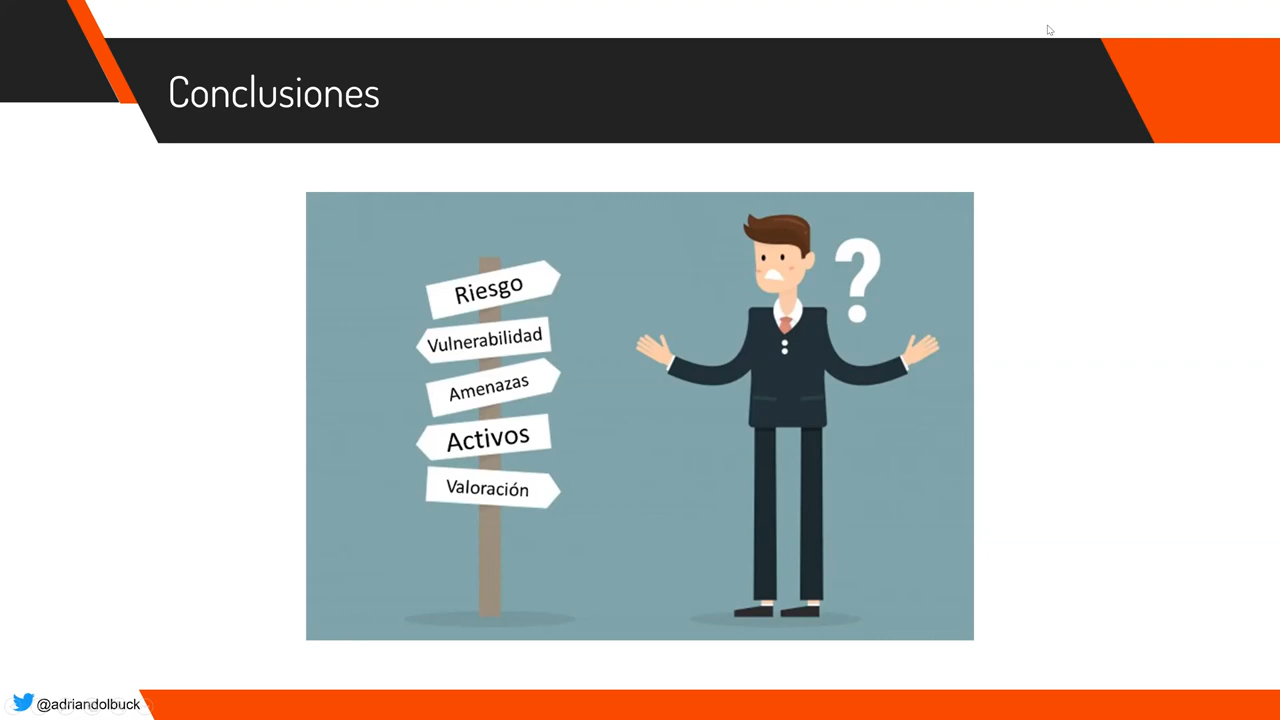 Conclusiones
Riesgo
Vulnerabilidad
Amenazas
Activos
Valoración
?
@adriandolbuck